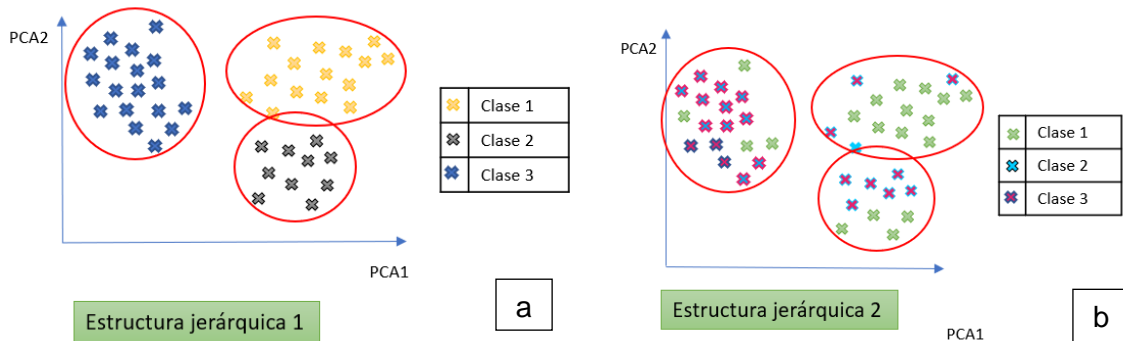 PCA2
Clase 1
Clase 2
Clase 3
PCA1
Estructura jerárquica 1
a
PCA2
Clase 1
Clase 2
Clase 3
Estructura jerárquica 2
PCA1
b